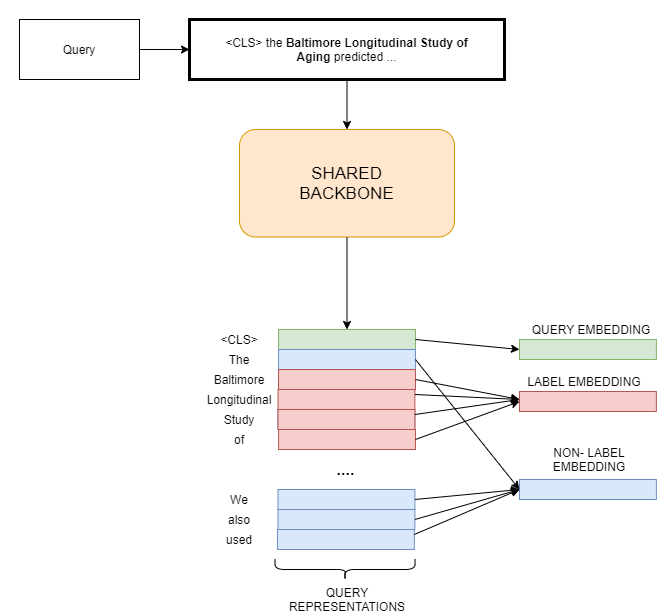 Query
<CLS> the Baltimore Longitudinal Study of
Aging predicted ...
SHARED
BACKBONE
<CLS>
The
Baltimore
Longitudinal
Study
of
....
We
also
used
QUERY
REPRESENTATIONS
QUERY EMBEDDING
LABEL EMBEDDING
NON- LABEL
EMBEDDING